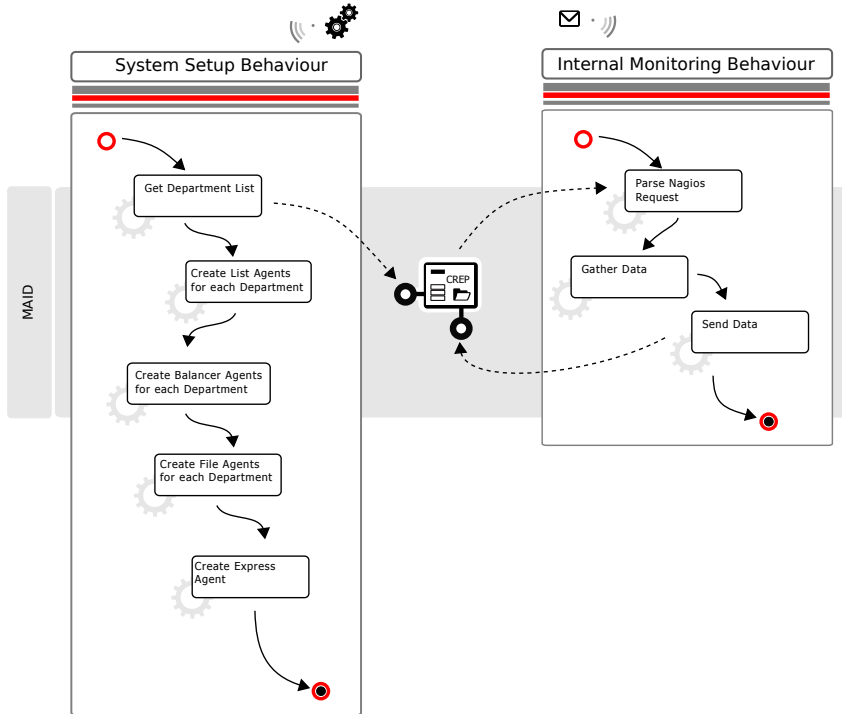 System Setup Behaviour
Internal Monitoring Behaviour
MAID
Get Department List
Create List Agents
for each Department
Create Balancer Agents
for each Department
Create File Agents
for each Department
Create Express
Agent
CREP
Parse Nagios
Request
Gather Data
Send Data